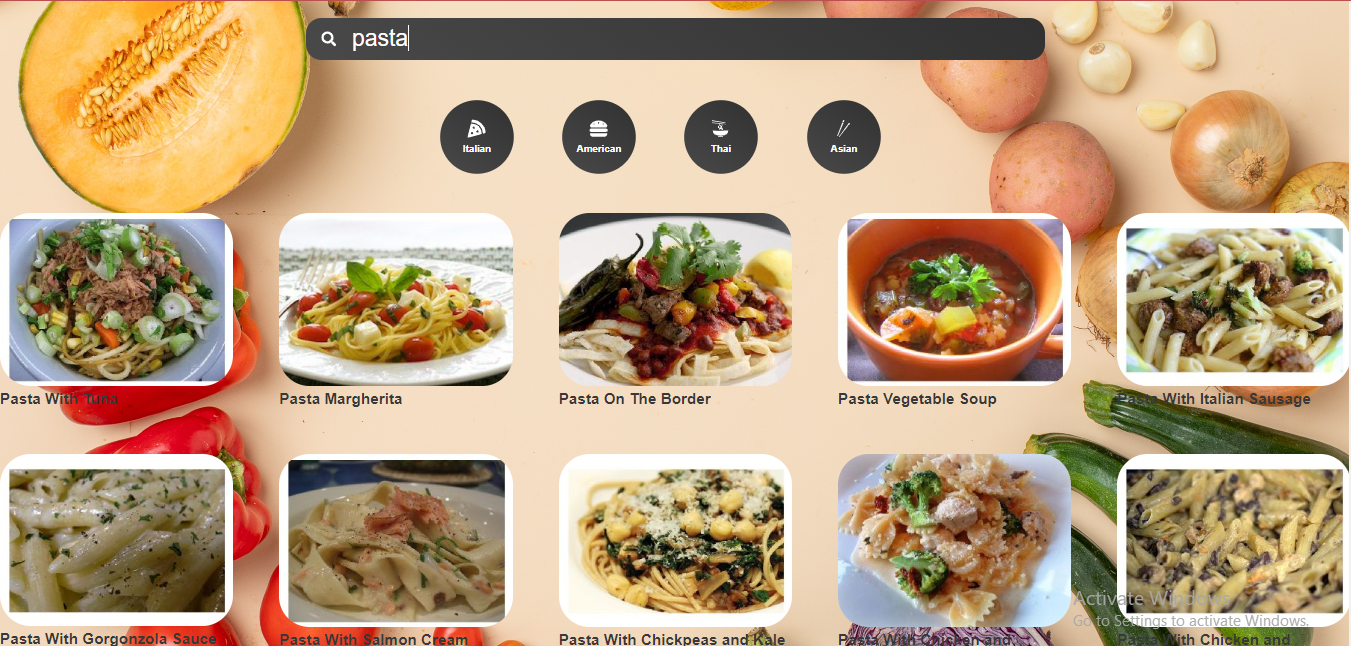 pasta
Italian
American
Thai
Asian
Pasta With Tuna
Pasta Margherita
Pasta On The Border
Pasta Vegetable Soup
Pasta With Italian Sausage
Pasta With Gorgonzola Sauce
Pasta With Salmon Cream
Pasta With Chickpeas and Kale
Pasta With Chicken and
Pasta With Chicken and
Activate Windows
Go to Settings to activate Windows.